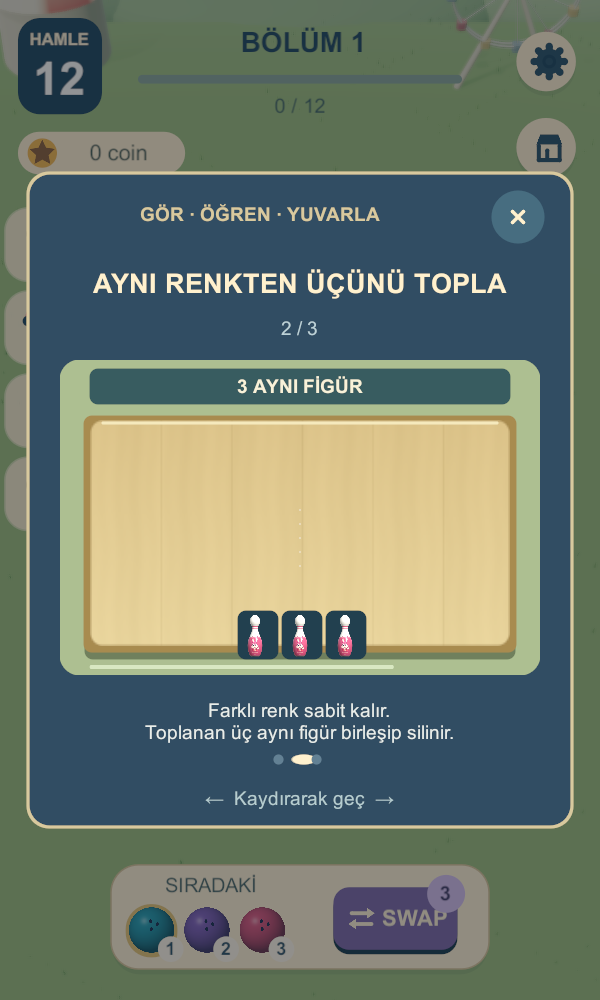 HAMLE
12
BÖLÜM 1
0 / 12
0 coin
GÖR · ÖĞREN · YUVARLA
×
AYNI RENKTEN ÜÇÜNÜ TOPLA
2 / 3
3 AYNI FİGÜR
Farklı renk sabit kalır.
Toplanan üç aynı figür birleşip silinir.
← Kaydırarak geç →
SIRADAKİ
1
2
3
SWAP
3